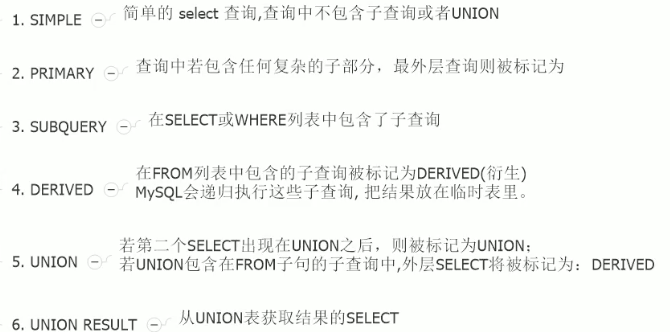 1. SIMPLE 简单的 select 查询,查询中不包含子查询或者UNION
2. PRIMARY 查询中若包含任何复杂的子部分，最外层查询则被标记为
3. SUBQUERY 在SELECT或WHERE列表中包含了子查询
4. DERIVED 在FROM列表中包含的子查询被标记为DERIVED(衍生)
MySQL会递归执行这些子查询, 把结果放在临时表里。
5. UNION 若第二个SELECT出现在UNION之后，则被标记为UNION；
若UNION包含在FROM子句的子查询中,外层SELECT将被标记为：DERIVED
6. UNION RESULT 从UNION表获取结果的SELECT